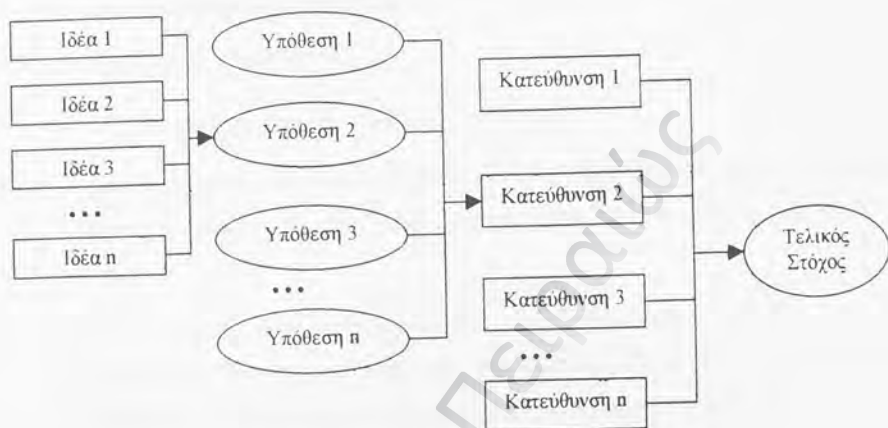 Ιδέα 1
Ιδέα 2
Ιδέα 3
...
Ιδέα n
Υπόθεση 1
Υπόθεση 2
Υπόθεση 3
...
Υπόθεση n
Κατεύθυνση 1
Κατεύθυνση 2
Κατεύθυνση 3
...
Κατεύθυνση n
Τελικός
Στόχος
Πειραιώς